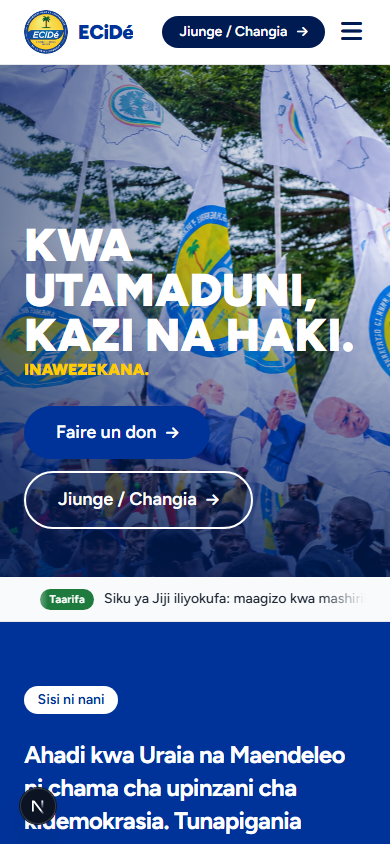 ECiDé
ECiDé
Jiunge / Changia →
KWA
UTAMADUNI,
KAZI NA HAKI.
INAWEZEKANA.
Faire un don →
Jiunge / Changia →
Taarifa
Siku ya Jiji iliyokufa: maagizo kwa mashiri
Sisi ni nani
Ahadi kwa Uraia na Maendeleo
ni chama cha upinzani cha
kidemokrasia. Tunapigania
N